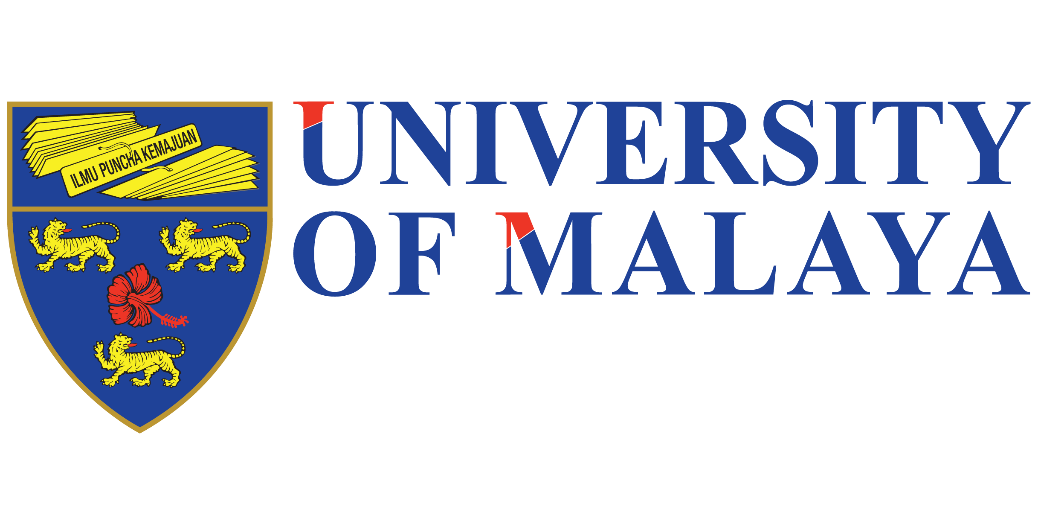 ILMU PUNCHA KEMAJUAN
UNIVERSITY
OF MALAYA